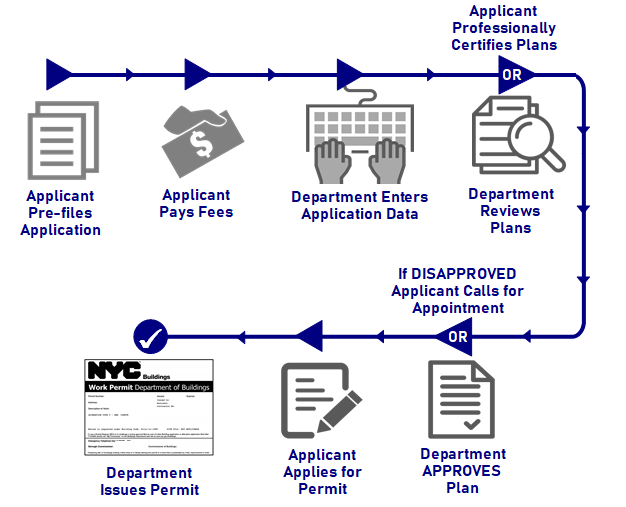 Applicant
Professionally
Certifies Plans
OR
Applicant
Pre-files
Application
Applicant
Pays Fees
Department Enters
Application Data
Department
Reviews
Plans
If DISAPPROVED
Applicant Calls for
Appointment
OR
Department
APPROVES
Plan
Applicant
Applies for
Permit
NYC Buildings
Work Permit Department of Buildings
Department
Issues Permit